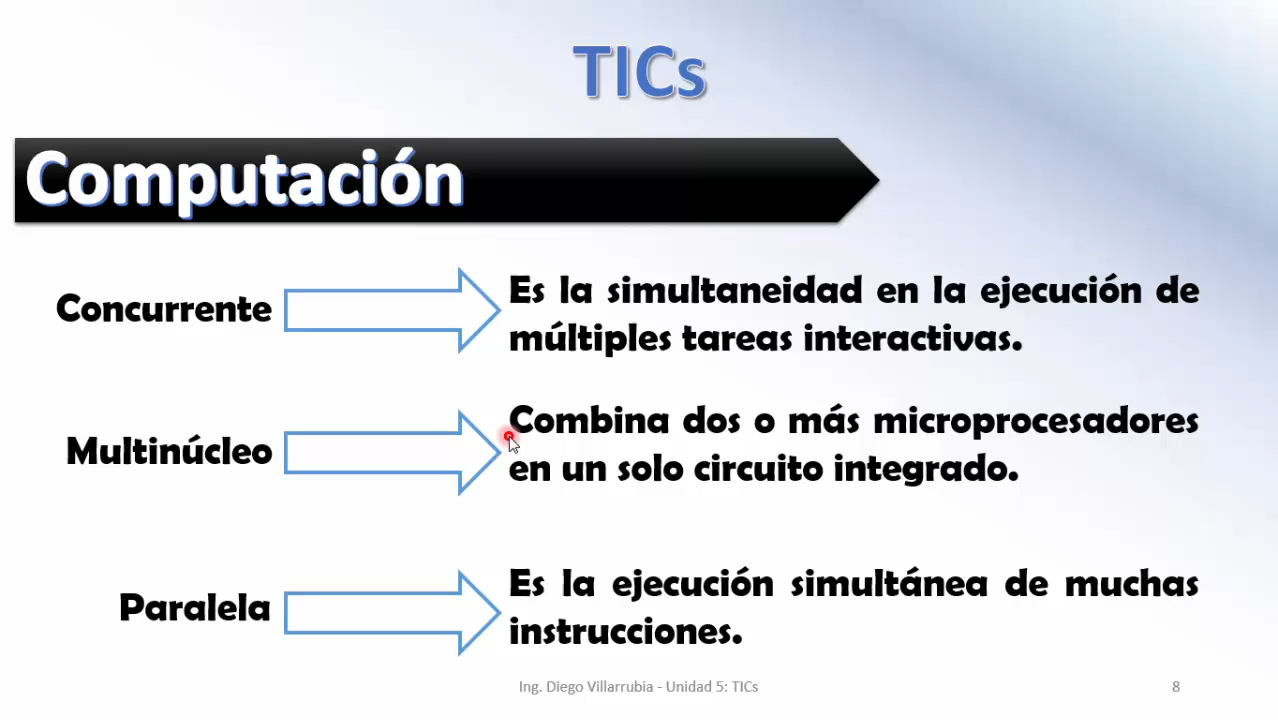 TICs
Computación
Concurrente
Es la simultaneidad en la ejecución de
múltiples tareas interactivas.
Multinúcleo
Combina dos o más microprocesadores
en un solo circuito integrado.
Paralela
Es la ejecución simultánea de muchas
instrucciones.
Ing. Diego Villarrubia - Unidad 5: TICs
8